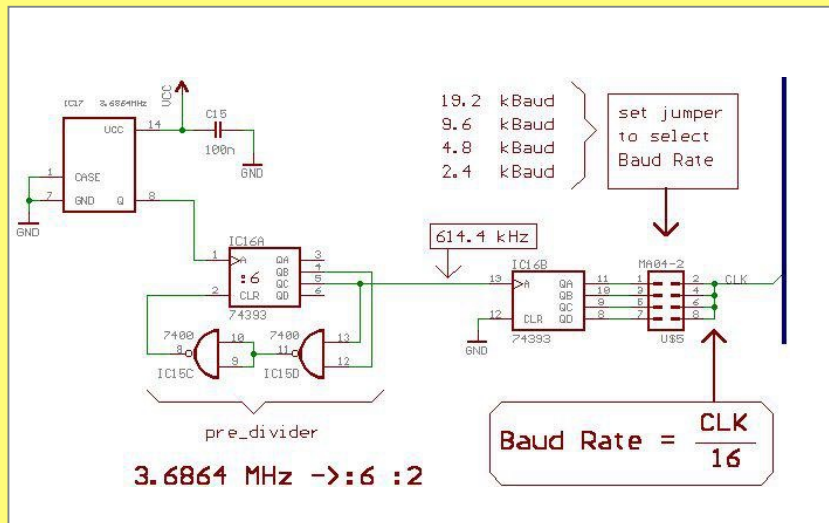 IC17 3.6864MHz
VCC
UCC 14
C15
100n
GND
1 CASE
7 GND Q 8
GND
19.2 kBaud
9.6 kBaud
4.8 kBaud
2.4 kBaud
set jumper
to select
Baud Rate
614.4 kHz
IC16A
1 A QA 3
:6 QB 4
QC 5
2 CLR QD 6
74393
IC16B
13 A QA 11
QB 10
QC 9
12 CLR QD 8
74393
GND
MA04-2
1 2 CLK
3 4
5 6
7 8
U$5
7400
10
8
9
IC15C
7400
13
11
12
IC15D
pre_divider
3.6864 MHz ->:6 :2
Baud Rate = CLK
16